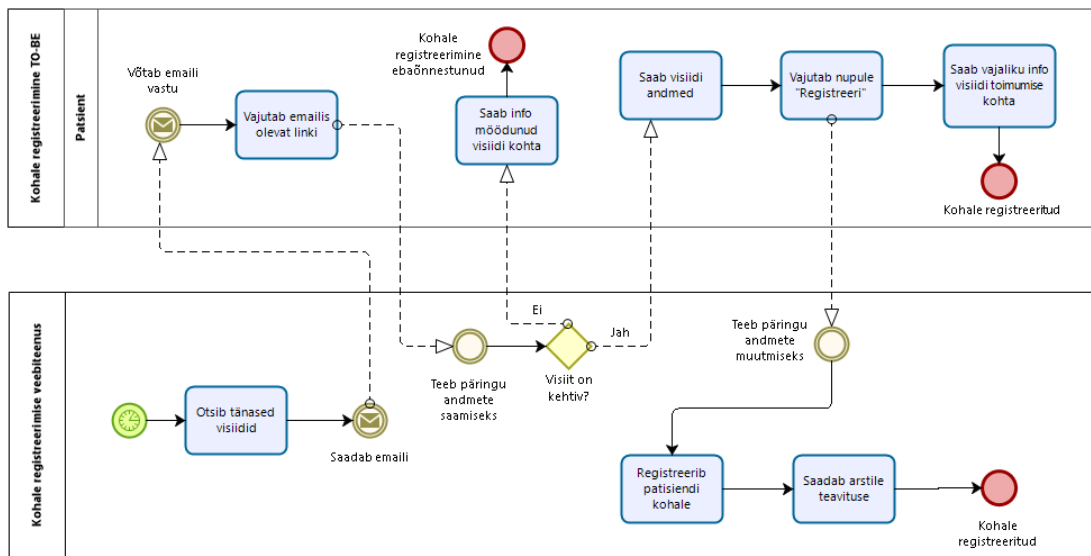 Kohale registreerimine TO-BE
Patsient
Võtab emaili
vastu
Vajutab emailis
olevat linki
Kohale
registreerimine
ebaõnnestunud
Saab info
möödunud
visiidi kohta
Saab visiidi
andmed
Vajutab nupule
"Registreeri"
Saab vajaliku info
visiidi toimumise
kohta
Kohale registreeritud
Kohale registreerimise veebiteenus
Otsib tänased
visiidid
Saadab emaili
Teeb päringu
andmete
saamiseks
Ei
Jah
Visiit on
kehtiv?
Teeb päringu
andmete
muutmiseks
Registreerib
patisiendi
kohale
Saadab arstile
teavituse
Kohale
registreeritud